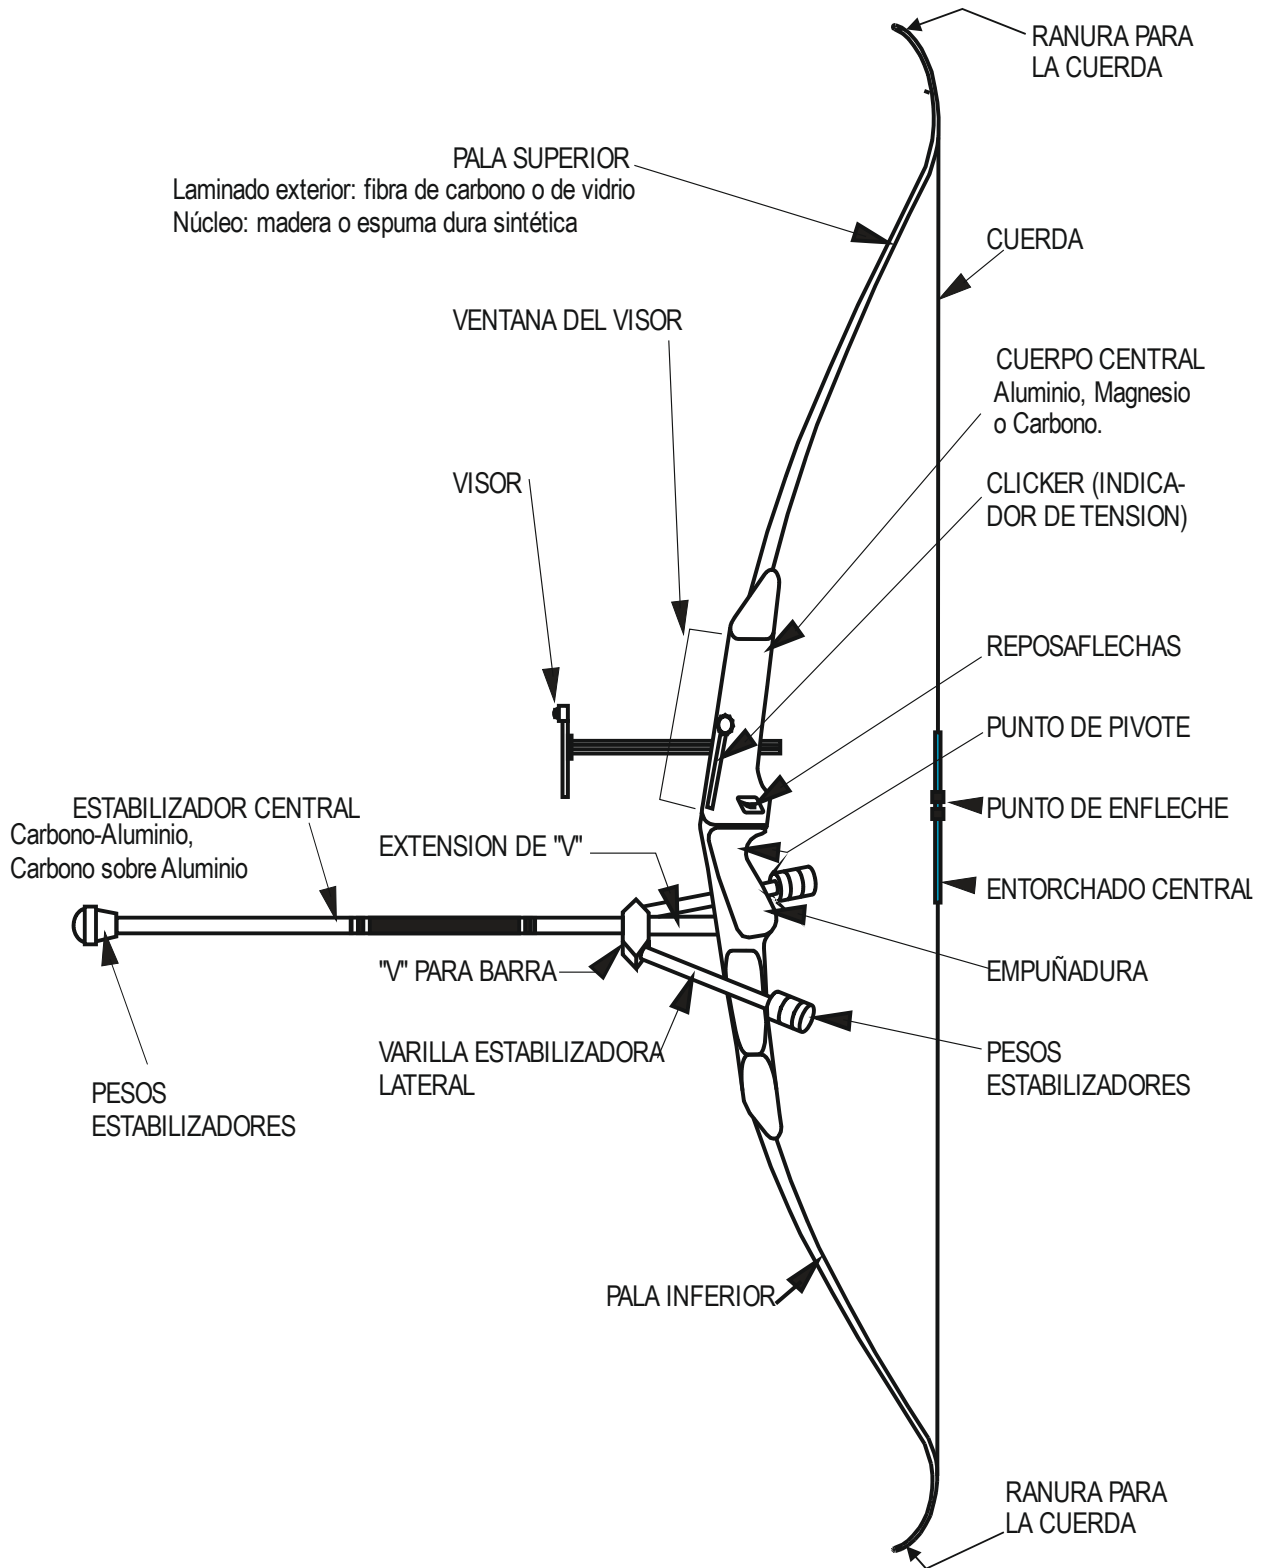 RANURA PARA
LA CUERDA
PALA SUPERIOR
Laminado exterior: fibra de carbono o de vidrio
Núcleo: madera o espuma dura sintética
CUERDA
VENTANA DEL VISOR
CUERPO CENTRAL
Aluminio, Magnesio
o Carbono.
VISOR
CLICKER (INDICA-
DOR DE TENSION)
REPOSAFLECHAS
PUNTO DE PIVOTE
ESTABILIZADOR CENTRAL
Carbono-Aluminio,
Carbono sobre Aluminio
PUNTO DE ENFLECHE
EXTENSION DE "V"
ENTORCHADO CENTRAL
"V" PARA BARRA
EMPUÑADURA
VARILLA ESTABILIZADORA
LATERAL
PESOS
ESTABILIZADORES
PESOS
ESTABILIZADORES
PALA INFERIOR
RANURA PARA
LA CUERDA